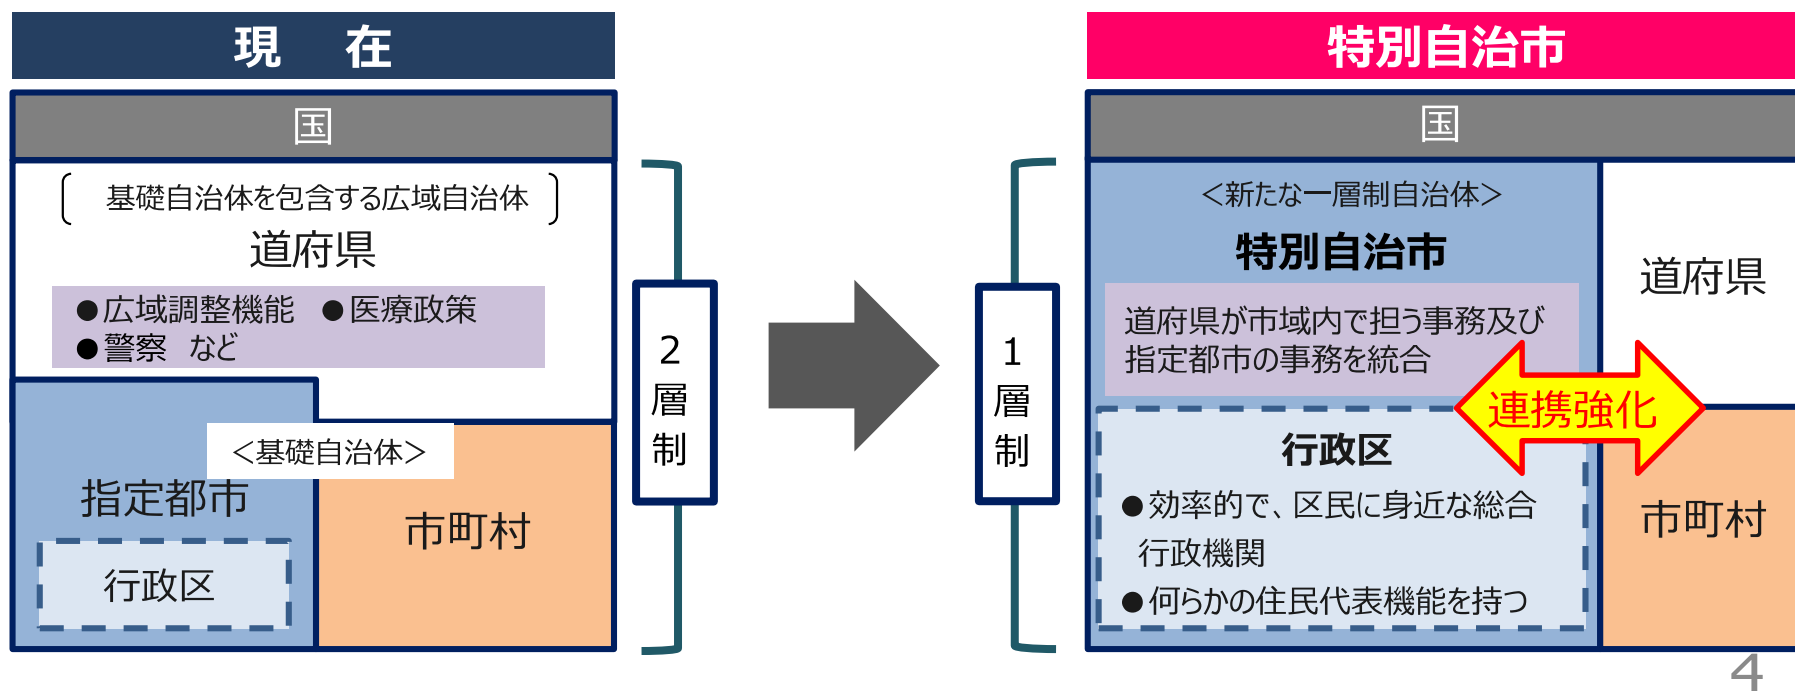 現 在
国
基礎自治体を包含する広域自治体
道府県
●広域調整機能 ●医療政策
●警察 など
＜基礎自治体＞
指定都市
市町村
行政区
2層制
特別自治市
国
＜新たな一層制自治体＞
特別自治市
道府県が市域内で担う事務及び
指定都市の事務を統合
道府県
連携強化
行政区
●効率的で、区民に身近な総合
行政機関
●何らかの住民代表機能を持つ
市町村
1層制
4